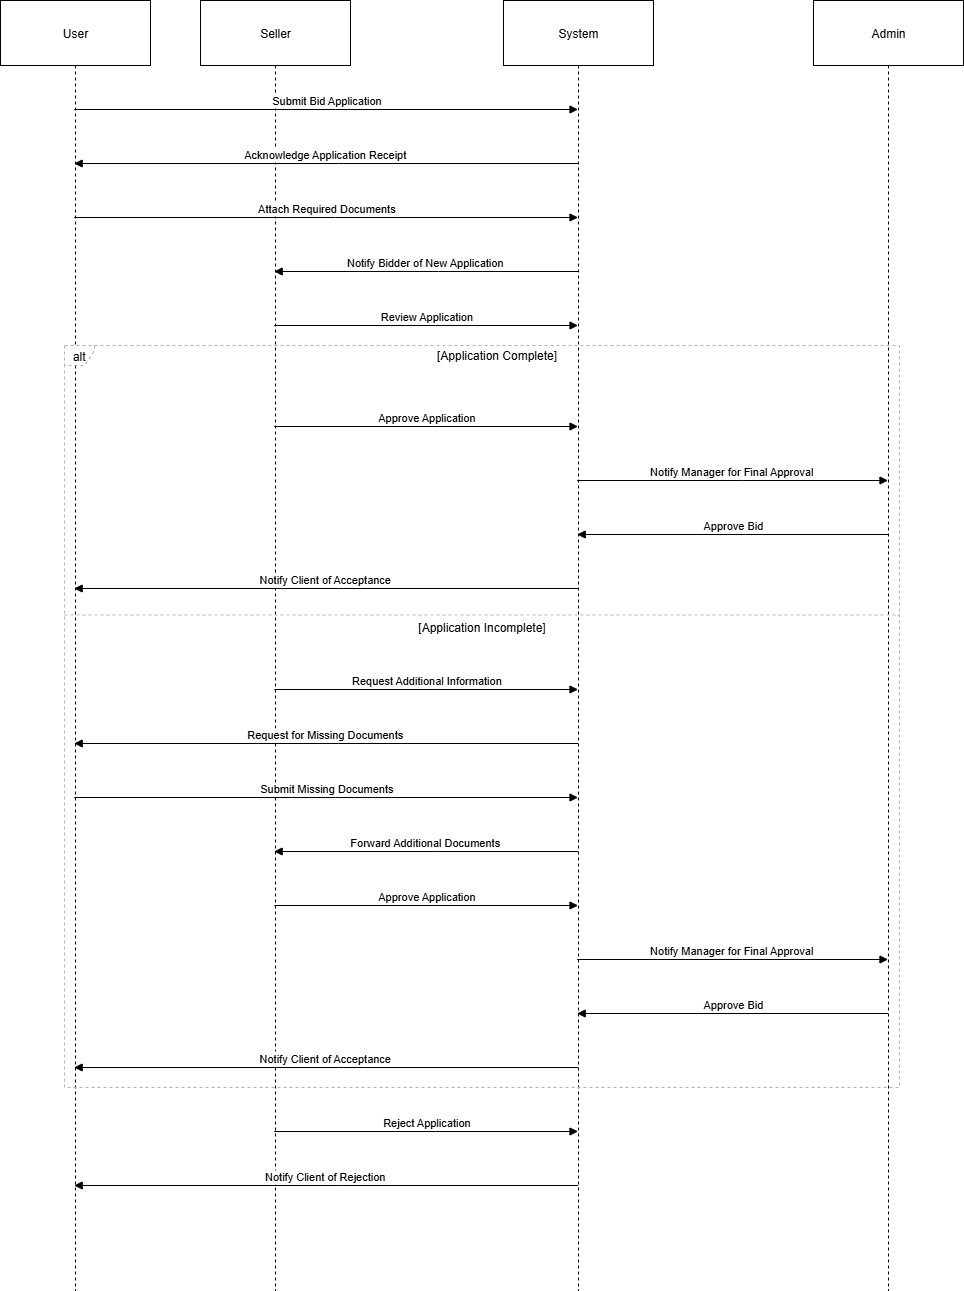 User
Seller
System
Admin
Submit Bid Application
Acknowledge Application Receipt
Attach Required Documents
Notify Bidder of New Application
Review Application
alt
[Application Complete]
Approve Application
Notify Manager for Final Approval
Approve Bid
Notify Client of Acceptance
[Application Incomplete]
Request Additional Information
Request for Missing Documents
Submit Missing Documents
Forward Additional Documents
Approve Application
Notify Manager for Final Approval
Approve Bid
Notify Client of Acceptance
Reject Application
Notify Client of Rejection